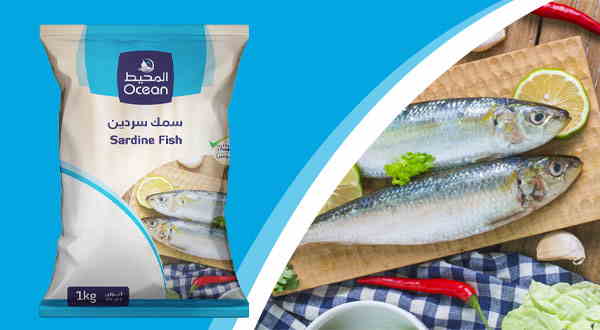 المحيط
Ocean
سمك سردين
Sardine Fish
1kg